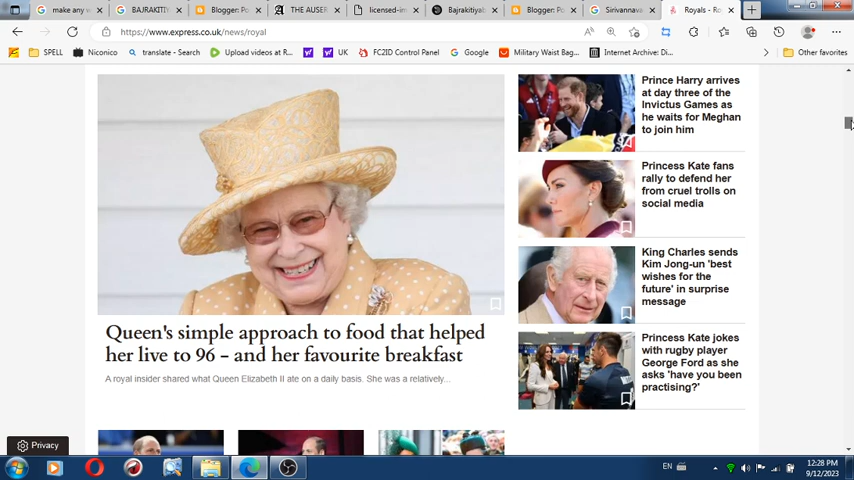 make any v
BAJRAKITIY
Blogger: Po
THE AUSER
licensed-im
Bajrakitiyab
Blogger: Po
Sirivannava
Royals - Ro
https://www.express.co.uk/news/royal
SPELL
Niconico
translate - Search
Upload videos at R...
UK
FC2ID Control Panel
Google
Military Waist Bag...
Internet Archive: Di...
Other favorites
Queen's simple approach to food that helped
her live to 96 – and her favourite breakfast
A royal insider shared what Queen Elizabeth II ate on a daily basis. She was a relatively...
Prince Harry arrives
at day three of the
Invictus Games as
he waits for Meghan
to join him
Princess Kate fans
rally to defend her
from cruel trolls on
social media
King Charles sends
Kim Jong-un 'best
wishes for the
future' in surprise
message
Princess Kate jokes
with rugby player
George Ford as she
asks 'have you been
practising?'
Privacy
EN
12:28 PM
9/12/2023